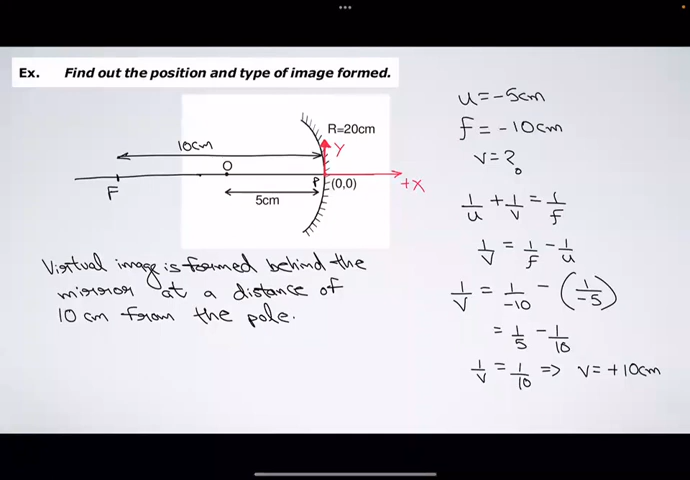 Ex. Find out the position and type of image formed.
R=20cm
10cm
Y
O
F
P
(0,0)
+X
5cm
Virtual image is formed behind the
mirror at a distance of
10 cm from the pole.
u = -5cm
f = -10cm
v = ?
1/u + 1/v = 1/f
1/v = 1/f - 1/u
1/v = 1/-10 - (1/-5)
= 1/5 - 1/10
1/v = 1/10 => v = +10cm